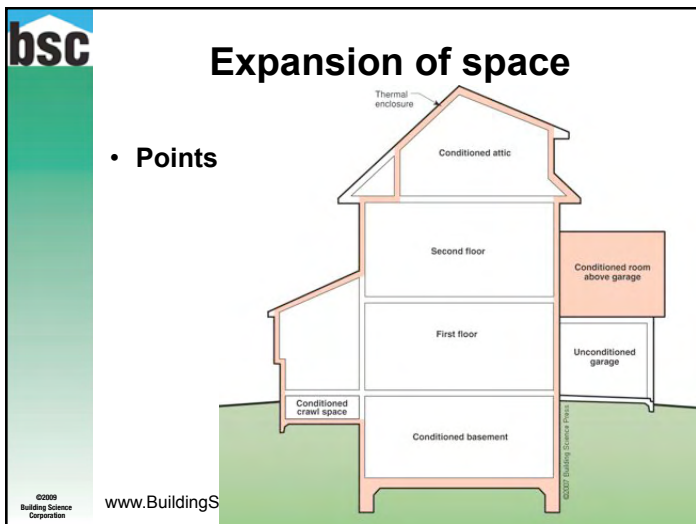 bsc
Expansion of space
• Points
Thermal
enclosure
Conditioned attic
Second floor
Conditioned room
above garage
First floor
Unconditioned
garage
Conditioned
crawl space
Conditioned basement
©2007 Building Science Press
©2009
Building Science
Corporation
www.BuildingS